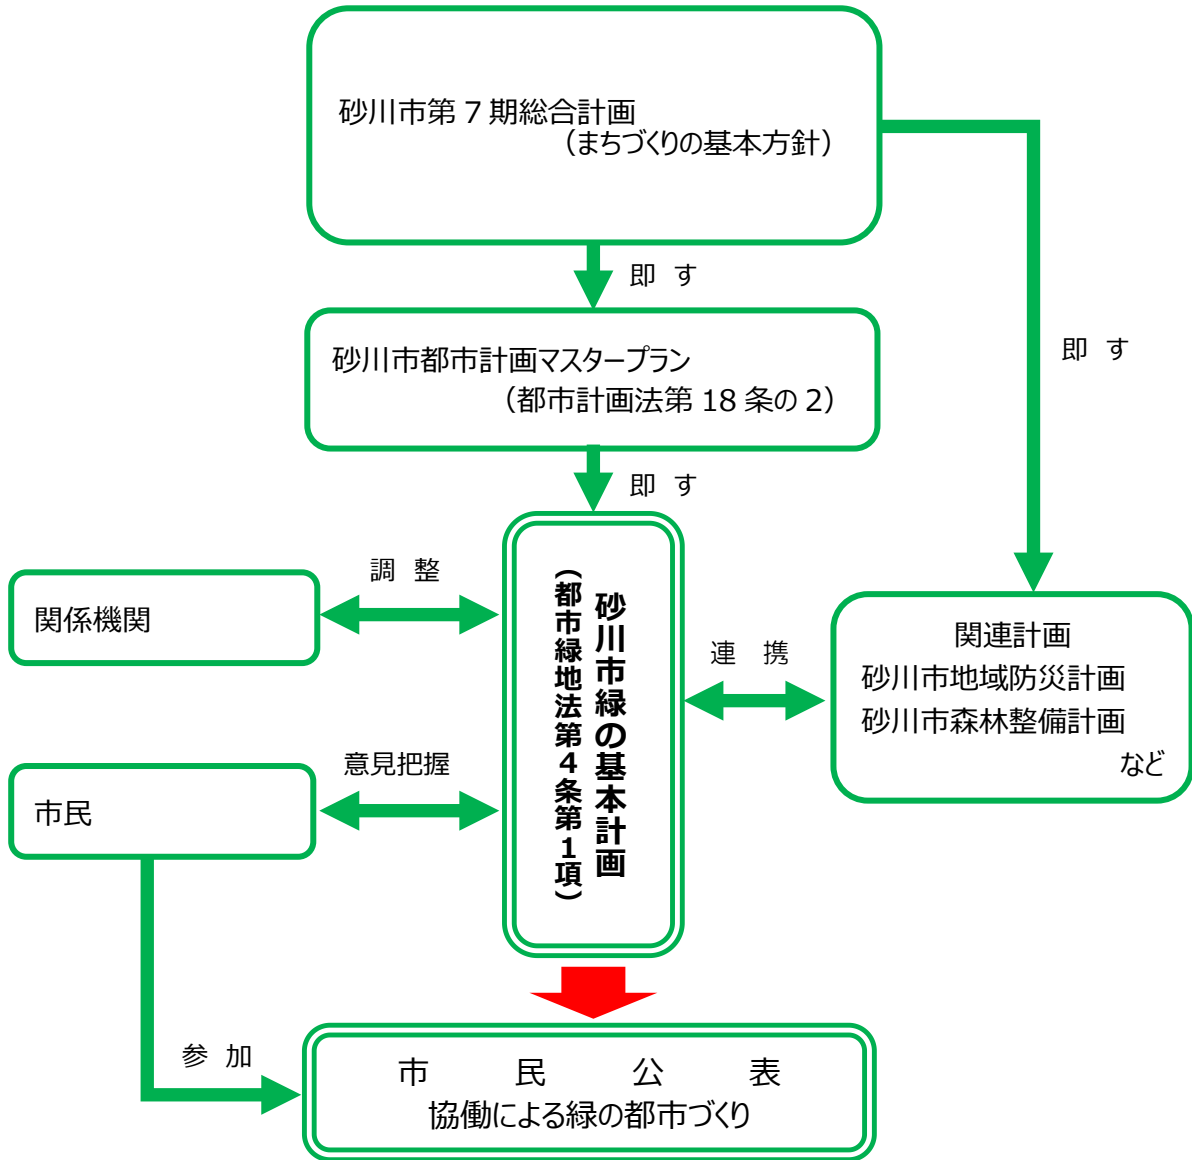 砂川市第7期総合計画
（まちづくりの基本方針）
即 す
砂川市都市計画マスタープラン
（都市計画法第 18 条の 2）
即 す
即 す
砂川市緑の基本計画
（都市緑地法第4条第1項）
調 整
関係機関
連 携
関連計画
砂川市地域防災計画
砂川市森林整備計画
など
意見把握
市民
参 加
市 民 公 表
協働による緑の都市づくり